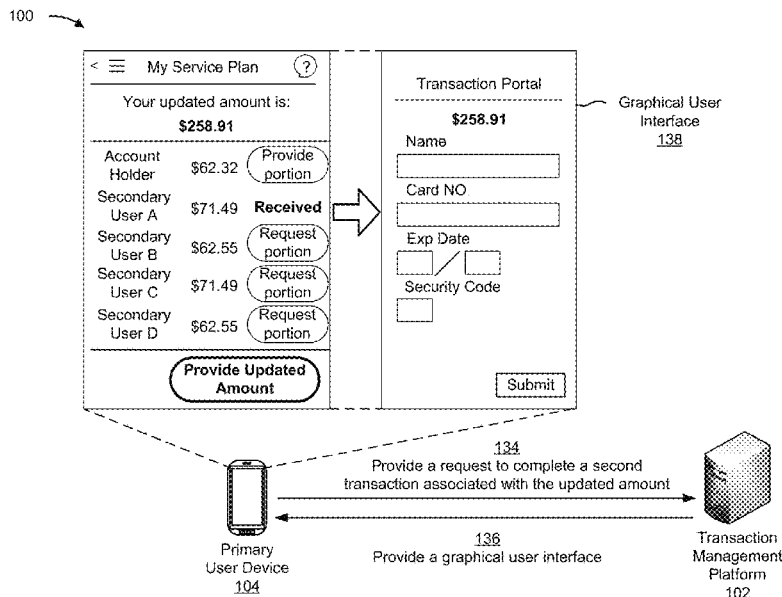 100
< My Service Plan ?
Your updated amount is:
$258.91
Account
Holder
$62.32
Provide
portion
Secondary
User A
$71.49
Received
Secondary
User B
$62.55
Request
portion
Secondary
User C
$71.49
Request
portion
Secondary
User D
$62.55
Request
portion
Provide Updated
Amount
Transaction Portal
$258.91
Name
Card NO.
Exp Date
/
Security Code
Submit
Graphical User
Interface
138
134
Provide a request to complete a second
transaction associated with the updated amount
136
Provide a graphical user interface
Primary
User Device
104
Transaction
Management
Platform
102